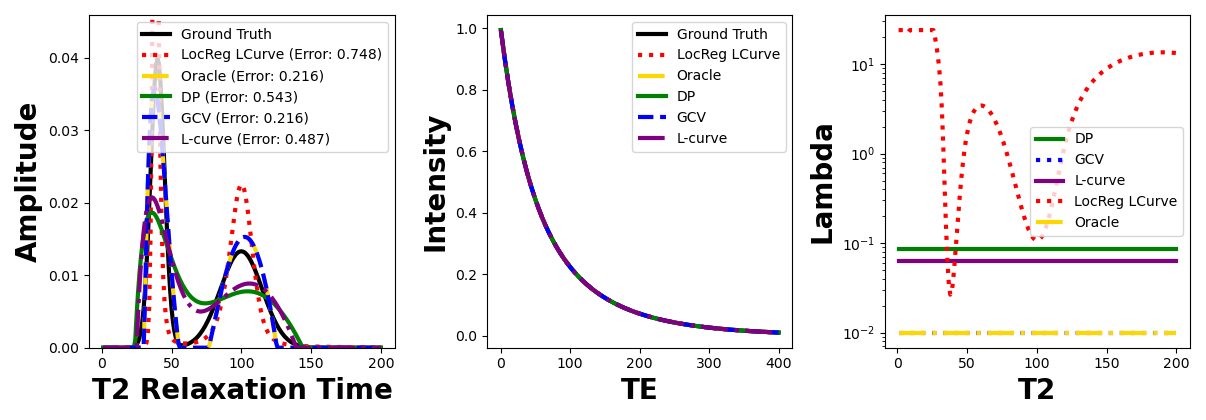 Amplitude
0.04
0.03
0.02
0.01
0.00
Ground Truth
LocReg LCurve (Error: 0.748)
Oracle (Error: 0.216)
DP (Error: 0.543)
GCV (Error: 0.216)
L-curve (Error: 0.487)
0 50 100 150 200
T2 Relaxation Time
Intensity
1.0
0.8
0.6
0.4
0.2
0.0
Ground Truth
LocReg LCurve
Oracle
DP
GCV
L-curve
0 100 200 300 400
TE
Lambda
10¹
10⁰
10⁻¹
10⁻²
DP
GCV
L-curve
LocReg LCurve
Oracle
0 50 100 150 200
T2